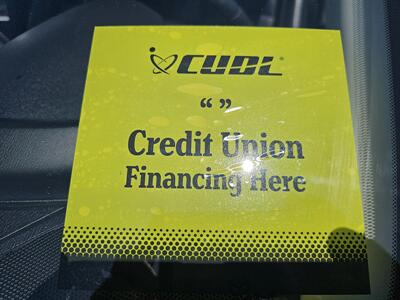 CUDL®
“ ”
Credit Union
Financing Here